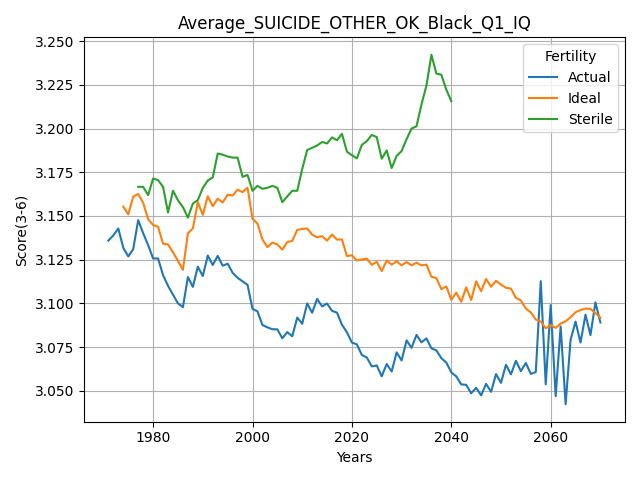 Average_SUICIDE_OTHER_OK_Black_Q1_IQ
Fertility
Actual
Ideal
Sterile
Score(3-6)
3.250
3.225
3.200
3.175
3.150
3.125
3.100
3.075
3.050
1980
2000
2020
2040
2060
Years